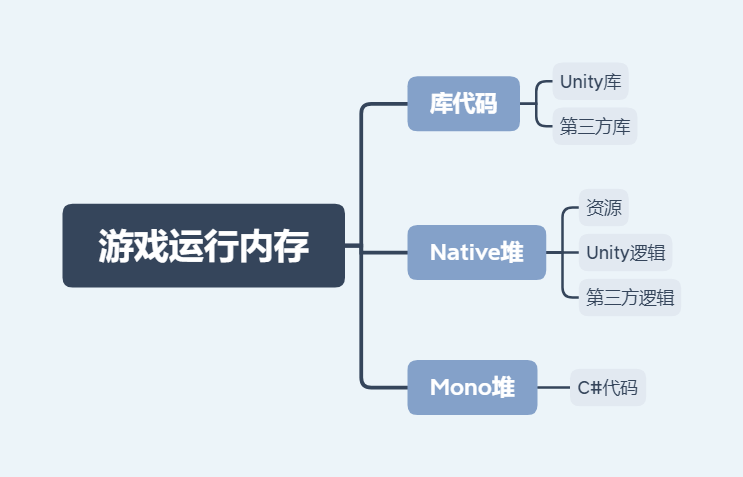 游戏运行内存
库代码
Unity库
第三方库
Native堆
资源
Unity逻辑
第三方逻辑
Mono堆
C#代码